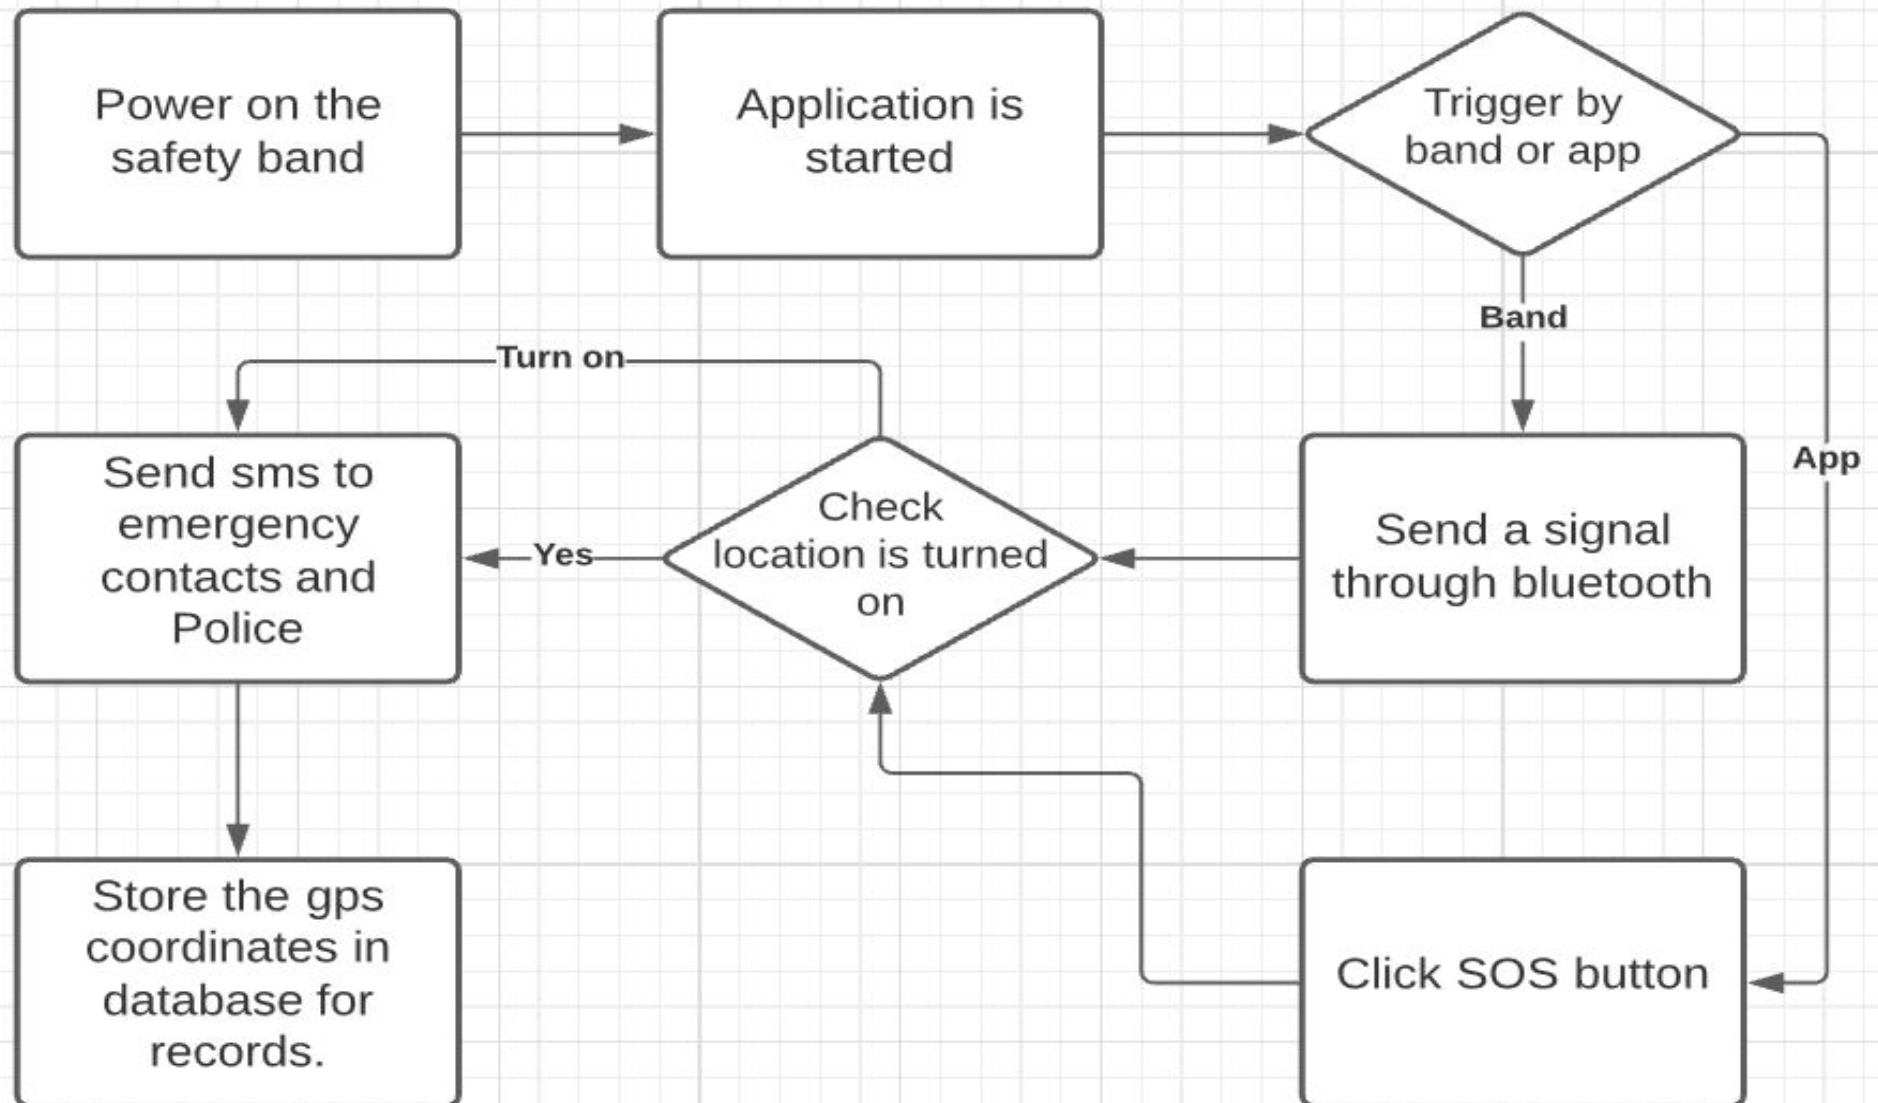 Power on the
safety band
Application is
started
Trigger by
band or app
Band
Turn on
App
Send sms to
emergency
contacts and
Police
Yes
Check
location is turned
on
Send a signal
through bluetooth
Store the gps
coordinates in
database for
records.
Click SOS button